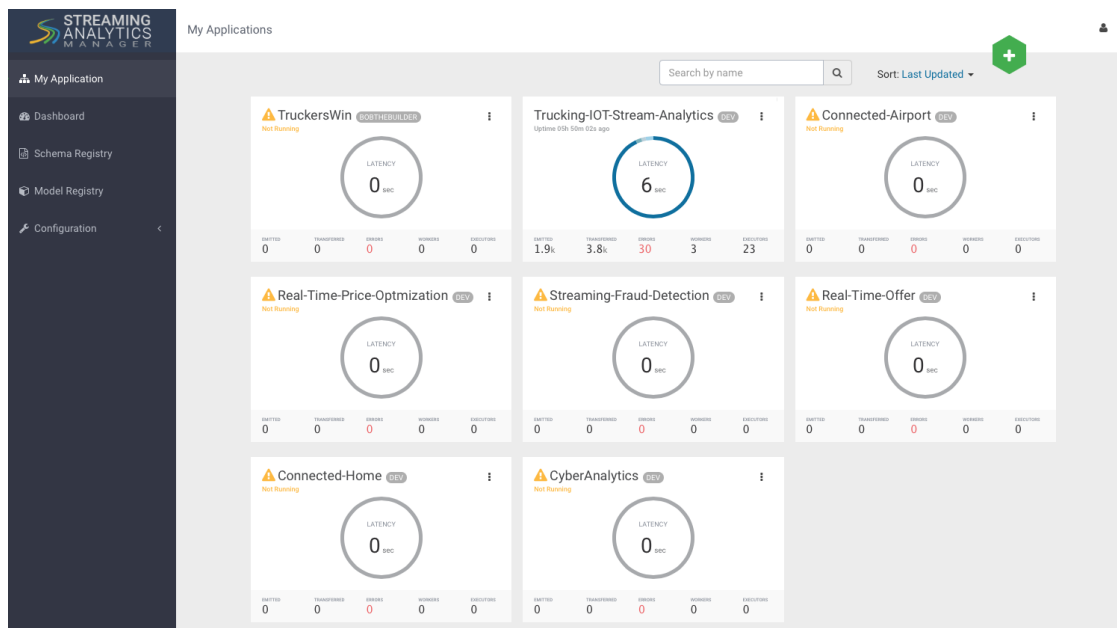 STREAMING
ANALYTICS
MANAGER
My Applications
My Application
Dashboard
Schema Registry
Model Registry
Configuration
Search by name
Sort: Last Updated
TruckersWin BOBTHEBUILDER
Not Running
LATENCY
0 sec
EMITTED TRANSFERRED ERRORS WORKERS EXECUTORS
0 0 0 0 0
Trucking-IOT-Stream-Analytics DEV
Uptime 05h 50m 02s ago
LATENCY
6 sec
EMITTED TRANSFERRED ERRORS WORKERS EXECUTORS
1.9k 3.8k 30 3 23
Connected-Airport DEV
Not Running
LATENCY
0 sec
EMITTED TRANSFERRED ERRORS WORKERS EXECUTORS
0 0 0 0 0
Real-Time-Price-Optmization DEV
Not Running
LATENCY
0 sec
EMITTED TRANSFERRED ERRORS WORKERS EXECUTORS
0 0 0 0 0
Streaming-Fraud-Detection DEV
Not Running
LATENCY
0 sec
EMITTED TRANSFERRED ERRORS WORKERS EXECUTORS
0 0 0 0 0
Real-Time-Offer DEV
Not Running
LATENCY
0 sec
EMITTED TRANSFERRED ERRORS WORKERS EXECUTORS
0 0 0 0 0
Connected-Home DEV
Not Running
LATENCY
0 sec
EMITTED TRANSFERRED ERRORS WORKERS EXECUTORS
0 0 0 0 0
CyberAnalytics DEV
Not Running
LATENCY
0 sec
EMITTED TRANSFERRED ERRORS WORKERS EXECUTORS
0 0 0 0 0